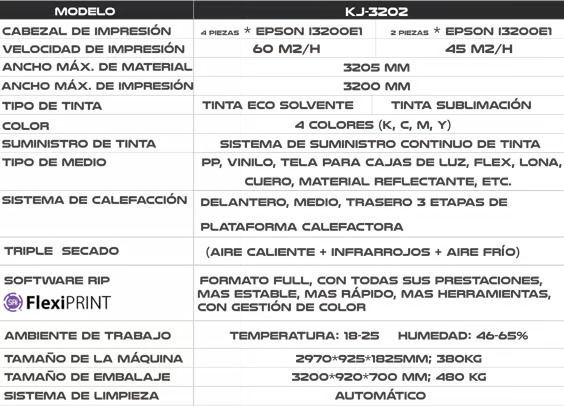 MODELO KJ-3202
CABEZAL DE IMPRESIÓN 4 PIEZAS * EPSON I3200E1 2 PIEZAS * EPSON I3200E1
VELOCIDAD DE IMPRESIÓN 60 M2/H 45 M2/H
ANCHO MÁX. DE MATERIAL 3205 MM
ANCHO MÁX. DE IMPRESIÓN 3200 MM
TIPO DE TINTA TINTA ECO SOLVENTE TINTA SUBLIMACIÓN
COLOR 4 COLORES (K, C, M, Y)
SUMINISTRO DE TINTA SISTEMA DE SUMINISTRO CONTINUO DE TINTA
TIPO DE MEDIO PP, VINILO, TELA PARA CAJAS DE LUZ, FLEX, LONA,
CUERO, MATERIAL REFLECTANTE, ETC.
SISTEMA DE CALEFACCIÓN DELANTERO, MEDIO, TRASERO 3 ETAPAS DE
PLATAFORMA CALEFACTORA
TRIPLE SECADO (AIRE CALIENTE + INFRARROJOS + AIRE FRÍO)
SOFTWARE RIP FORMATO FULL, CON TODAS SUS PRESTACIONES,
FlexiPRINT MAS ESTABLE, MAS RÁPIDO, MAS HERRAMIENTAS,
CON GESTIÓN DE COLOR
AMBIENTE DE TRABAJO TEMPERATURA: 18-25 HUMEDAD: 46-65%
TAMAÑO DE LA MÁQUINA 2970*925*1825MM; 380KG
TAMAÑO DE EMBALAJE 3200*920*700 MM; 480 KG
SISTEMA DE LIMPIEZA AUTOMÁTICO